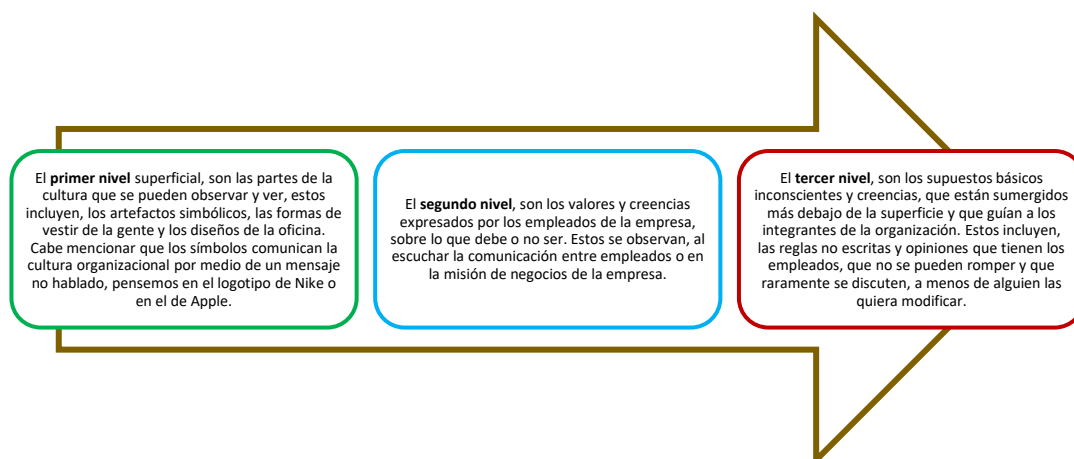 El primer nivel superficial, son las partes de la
cultura que se pueden observar y ver, estos
incluyen, los artefactos simbólicos, las formas de
vestir de la gente y los diseños de la oficina.
Cabe mencionar que los símbolos comunican la
cultura organizacional por medio de un mensaje
no hablado, pensemos en el logotipo de Nike o
en el de Apple.
El segundo nivel, son los valores y creencias
expresados por los empleados de la empresa,
sobre lo que debe o no ser. Estos se observan, al
escuchar la comunicación entre empleados o en
la misión de negocios de la empresa.
El tercer nivel, son los supuestos básicos
inconscientes y creencias, que están sumergidos
más debajo de la superficie y que guían a los
integrantes de la organización. Estos incluyen,
las reglas no escritas y opiniones que tienen los
empleados, que no se pueden romper y que
raramente se discuten, a menos de alguien las
quiera modificar.